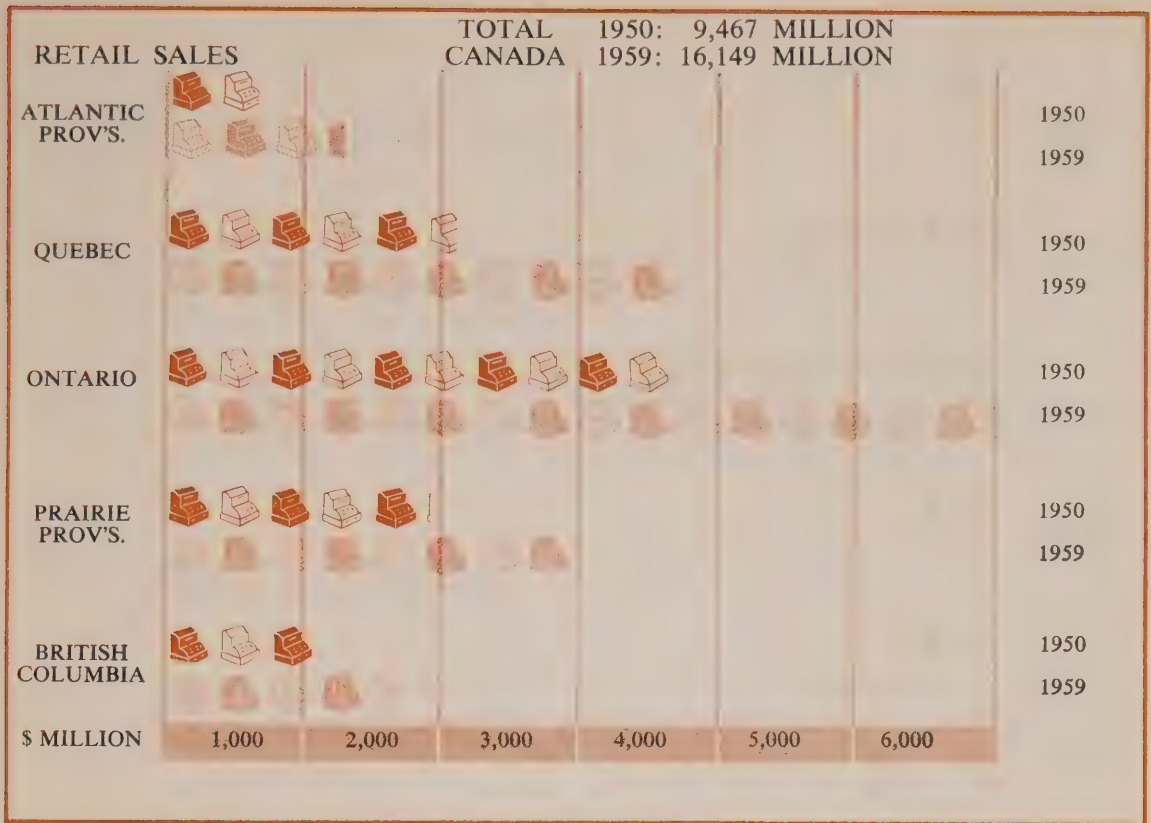 TOTAL 1950: 9,467 MILLION
RETAIL SALES CANADA 1959: 16,149 MILLION
ATLANTIC PROV'S. 1950
1959
QUEBEC 1950
1959
ONTARIO 1950
1959
PRAIRIE PROV'S. 1950
1959
BRITISH COLUMBIA 1950
1959
$ MILLION 1,000 2,000 3,000 4,000 5,000 6,000